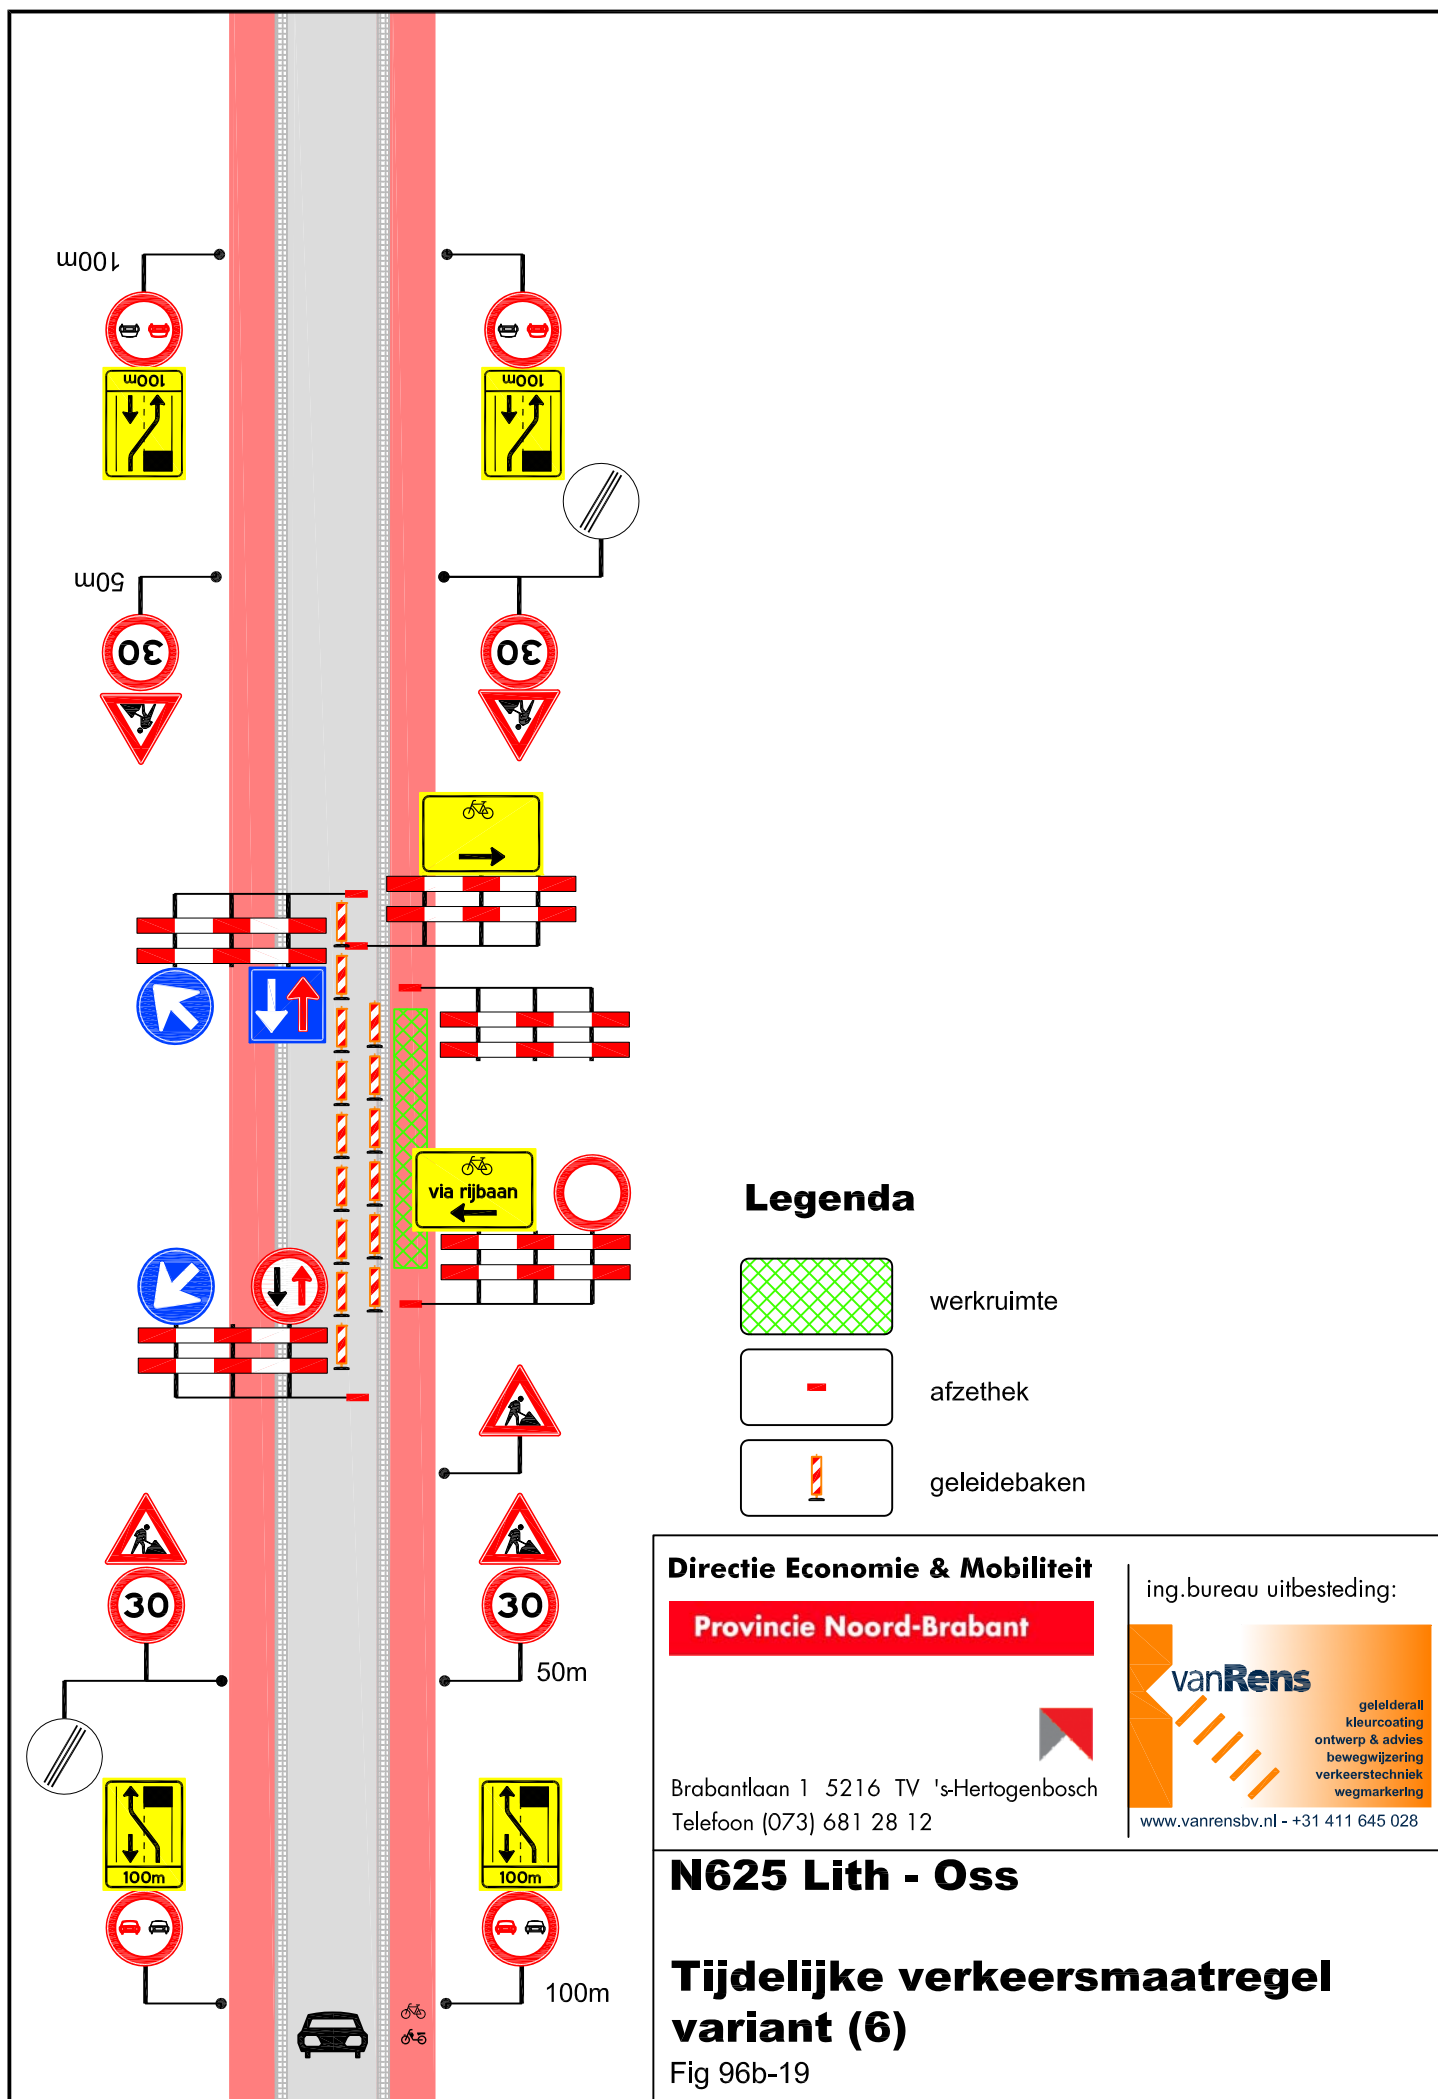 100m
100m
100m
50m
30
30
via rijbaan
Legenda
werkruimte
afzethek
geleidebaken
30
30
50m
100m
100m
100m
Directie Economie & Mobiliteit
Provincie Noord-Brabant
Brabantlaan 1 5216 TV 's-Hertogenbosch
Telefoon (073) 681 28 12
ing.bureau uitbesteding:
vanRens
geleiderail
kleurcoating
ontwerp & advies
bewegwijzering
verkeerstechniek
wegmarkering
www.vanrensbv.nl - +31 411 645 028
N625 Lith - Oss
Tijdelijke verkeersmaatregel
variant (6)
Fig 96b-19